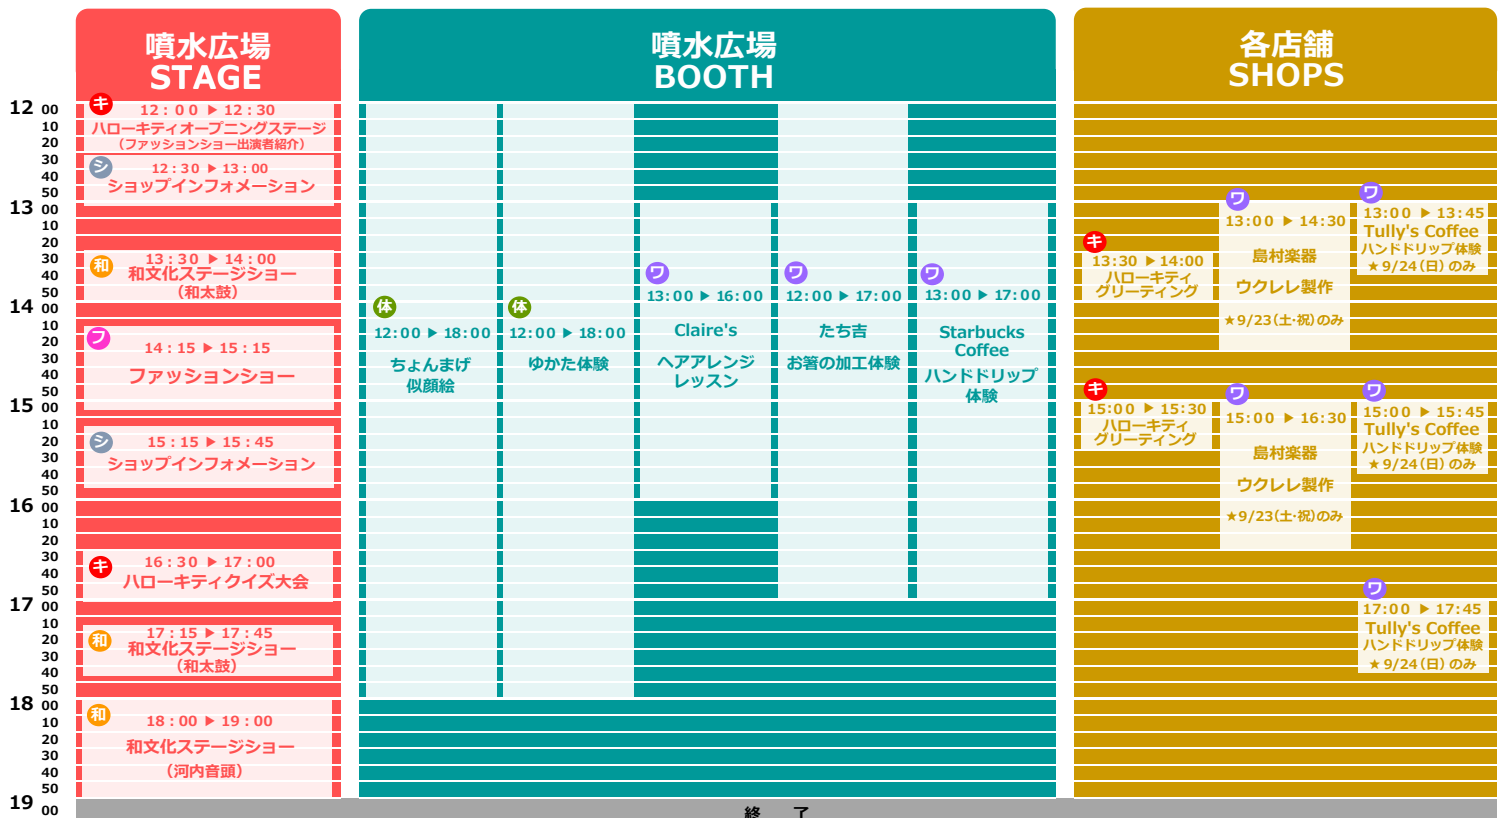 噴水広場
STAGE
噴水広場
BOOTH
各店舗
SHOPS
12 00
10
20
30
40
50
13 00
10
20
30
40
50
14 00
10
20
30
40
50
15 00
10
20
30
40
50
16 00
10
20
30
40
50
17 00
10
20
30
40
50
18 00
10
20
30
40
50
19 00
キ
12:00 ▶ 12:30
ハローキティオープニングステージ
（ファッションショー出演者紹介）
シ
12:30 ▶ 13:00
ショップインフォメーション
和
13:30 ▶ 14:00
和文化ステージショー
（和太鼓）
フ
14:15 ▶ 15:15
ファッションショー
シ
15:15 ▶ 15:45
ショップインフォメーション
キ
16:30 ▶ 17:00
ハローキティクイズ大会
和
17:15 ▶ 17:45
和文化ステージショー
（和太鼓）
和
18:00 ▶ 19:00
和文化ステージショー
（河内音頭）
体
12:00 ▶ 18:00
ちょんまげ
似顔絵
体
12:00 ▶ 18:00
ゆかた体験
ワ
13:00 ▶ 16:00
Claire's
ヘアアレンジ
レッスン
ワ
12:00 ▶ 17:00
たち吉
お箸の加工体験
ワ
13:00 ▶ 17:00
Starbucks
Coffee
ハンドドリップ
体験
キ
13:30 ▶ 14:00
ハローキティ
グリーティング
キ
15:00 ▶ 15:30
ハローキティ
グリーティング
ワ
13:00 ▶ 14:30
島村楽器
ウクレレ製作
★9/23(土・祝)のみ
ワ
15:00 ▶ 16:30
島村楽器
ウクレレ製作
★9/23(土・祝)のみ
ワ
13:00 ▶ 13:45
Tully's Coffee
ハンドドリップ体験
★9/24(日)のみ
ワ
15:00 ▶ 15:45
Tully's Coffee
ハンドドリップ体験
★9/24(日)のみ
ワ
17:00 ▶ 17:45
Tully's Coffee
ハンドドリップ体験
★9/24(日)のみ
終 了